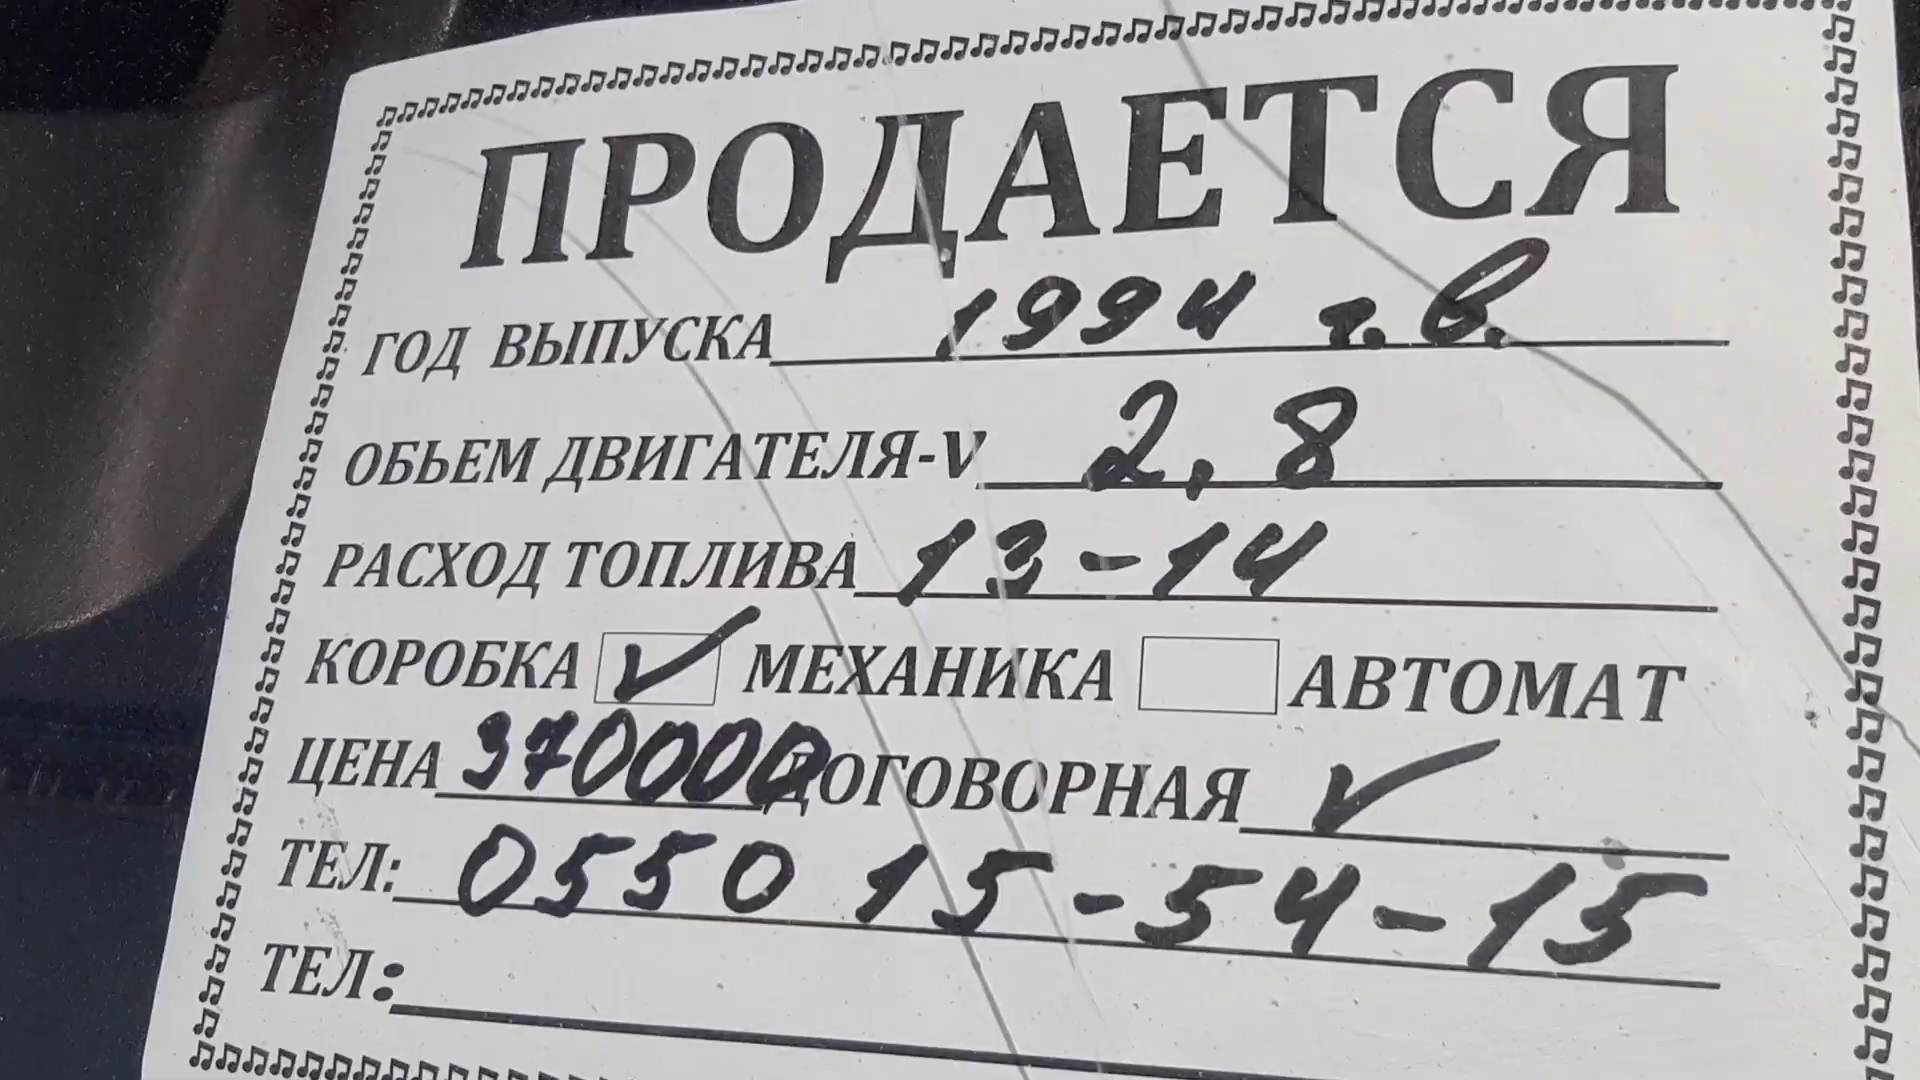 ПРОДАЕТСЯ
ГОД ВЫПУСКА 1994 г.в.
ОБЬЕМ ДВИГАТЕЛЯ-V 2,8
РАСХОД ТОПЛИВА 13-14
КОРОБКА ✓ МЕХАНИКА АВТОМАТ
ЦЕНА 370000 ДОГОВОРНАЯ ✓
ТЕЛ: 0550 15-54-15
ТЕЛ: